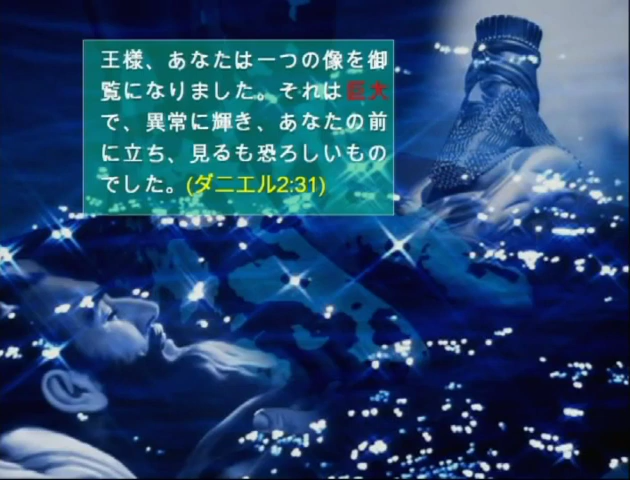 王様、あなたは一つの像を御
覧になりました。それは巨大
で、異常に輝き、あなたの前
に立ち、見るも恐ろしいもの
でした。(ダニエル2:31)